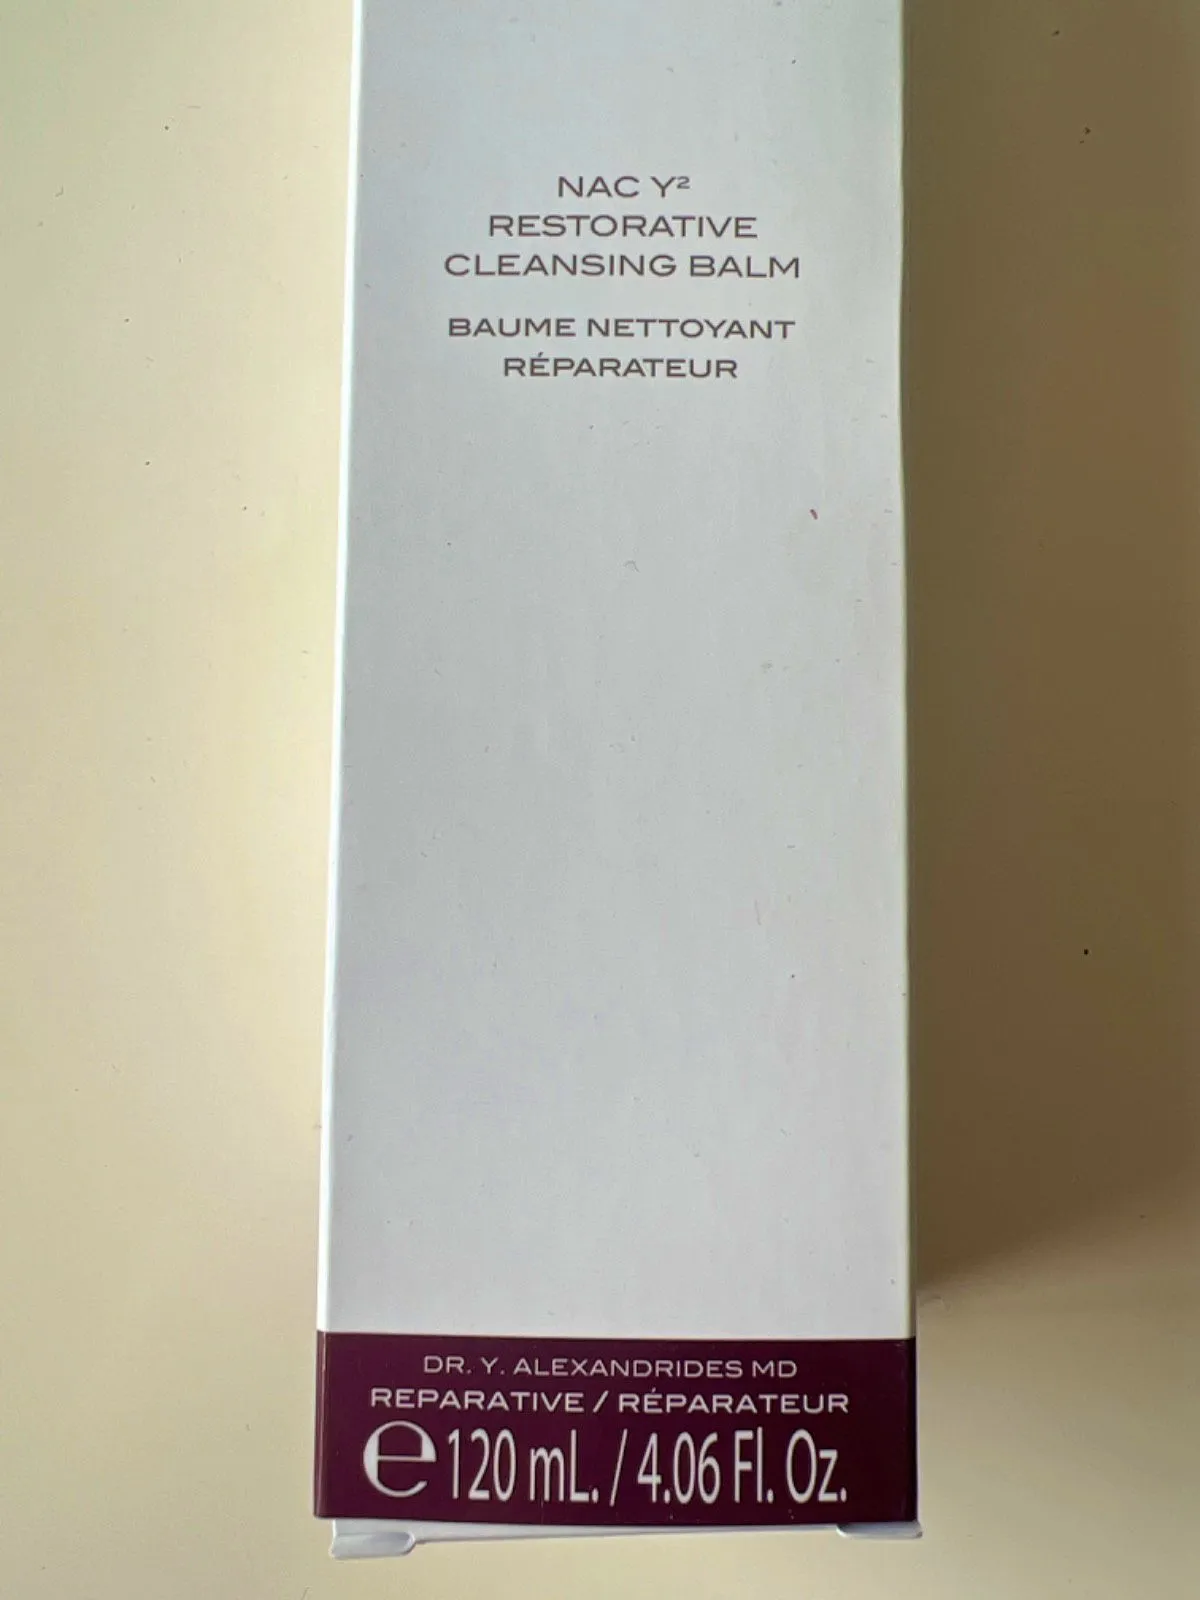 NAC Y²
RESTORATIVE
CLEANSING BALM
BAUME NETTOYANT
RÉPARATEUR
DR. Y. ALEXANDRIDES MD
REPARATIVE / RÉPARATEUR
℮ 120 mL. / 4.06 Fl. Oz.